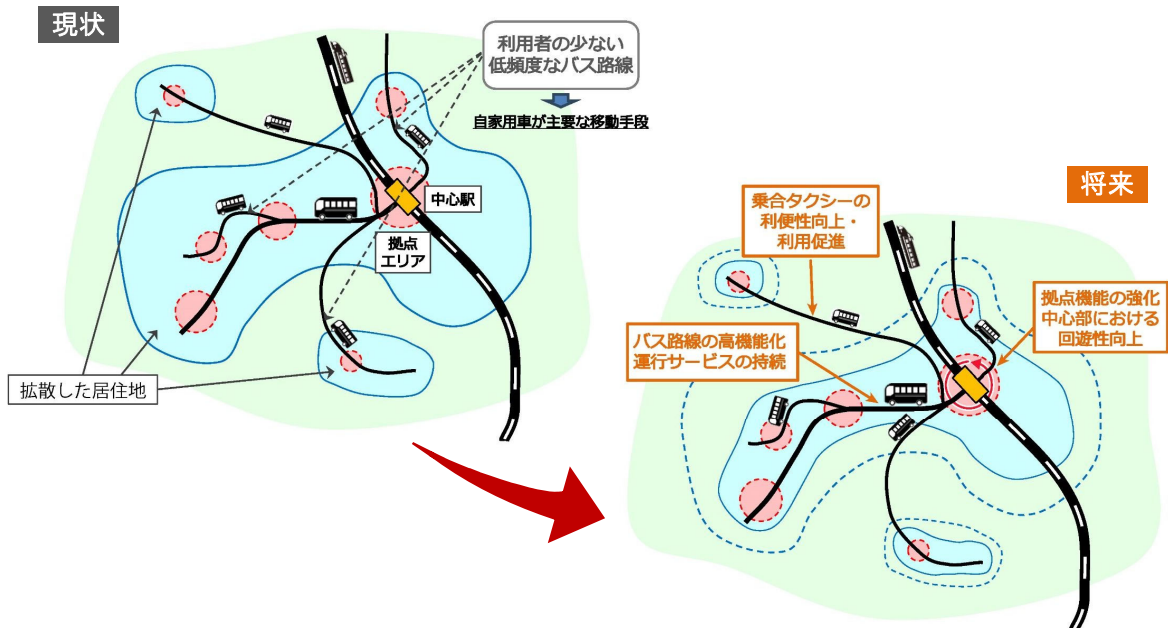 現状
利用者の少ない
低頻度なバス路線
自家用車が主要な移動手段
中心駅
拠点
エリア
拡散した居住地
将来
乗合タクシーの
利便性向上・
利用促進
拠点機能の強化
中心部における
回遊性向上
バス路線の高機能化
運行サービスの持続